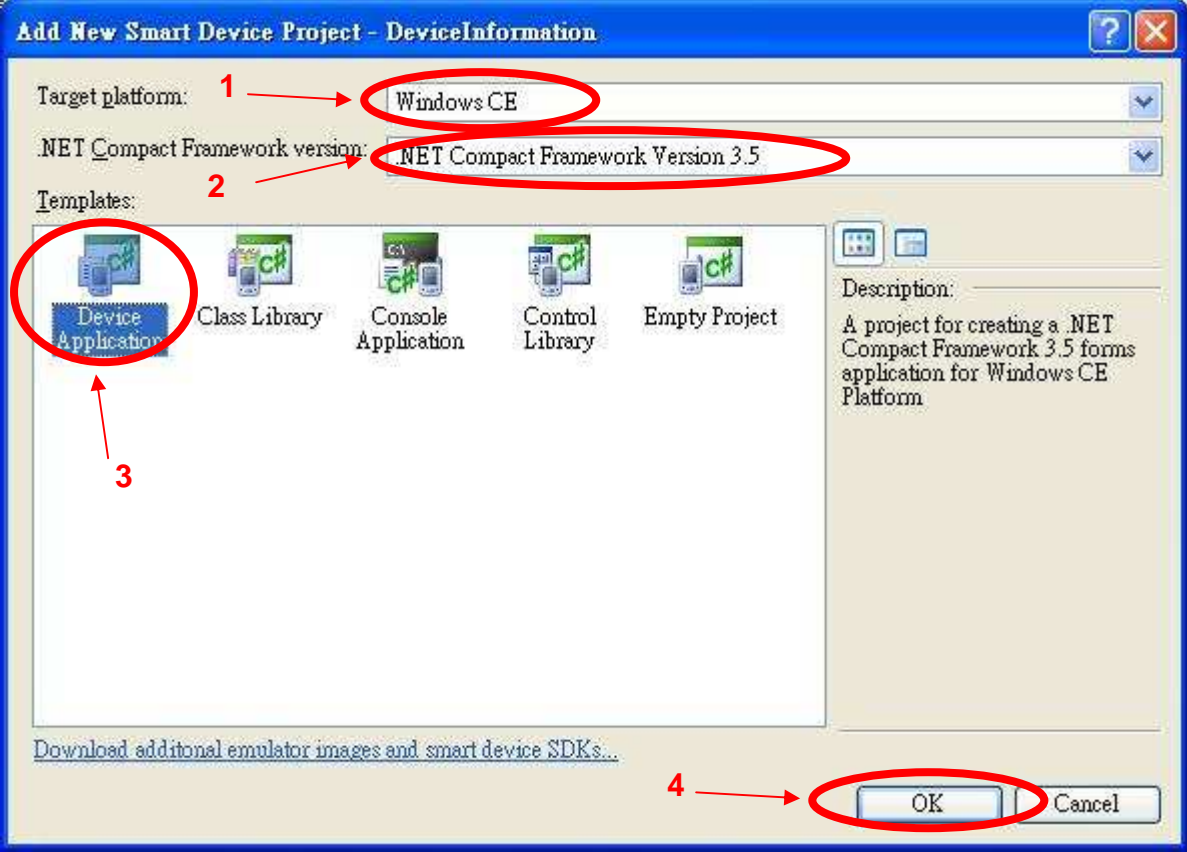 Add New Smart Device Project - DeviceInformation
Target platform:
1
Windows CE
.NET Compact Framework version:
.NET Compact Framework Version 3.5
2
Templates:
Device
Application
Class Library
Console
Application
Control
Library
Empty Project
3
Description:
A project for creating a .NET
Compact Framework 3.5 forms
application for Windows CE
Platform
Download additonal emulator images and smart device SDKs...
4
OK
Cancel